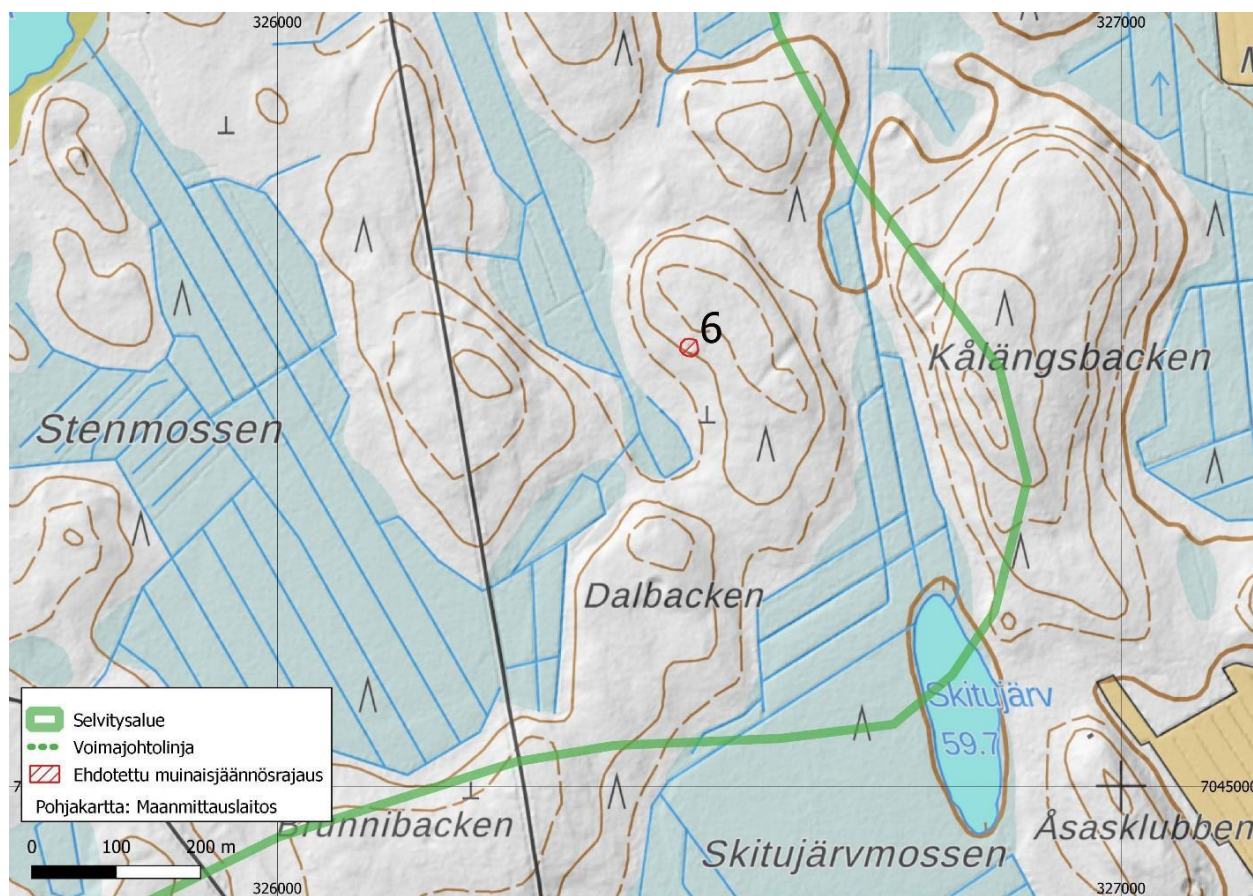 326000
327000
6
Kålängsbacken
Stenmossen
Dalbacken
Skitujärv
59.7
Selvitysalue
Voimajohtolinja
Ehdotettu muinaisjäännösrajaus
Pohjakartta: Maanmittauslaitos
0 100 200 m
7045000
Brunnibacken
Åsasklubben
Skitujärvmossen
326000
327000